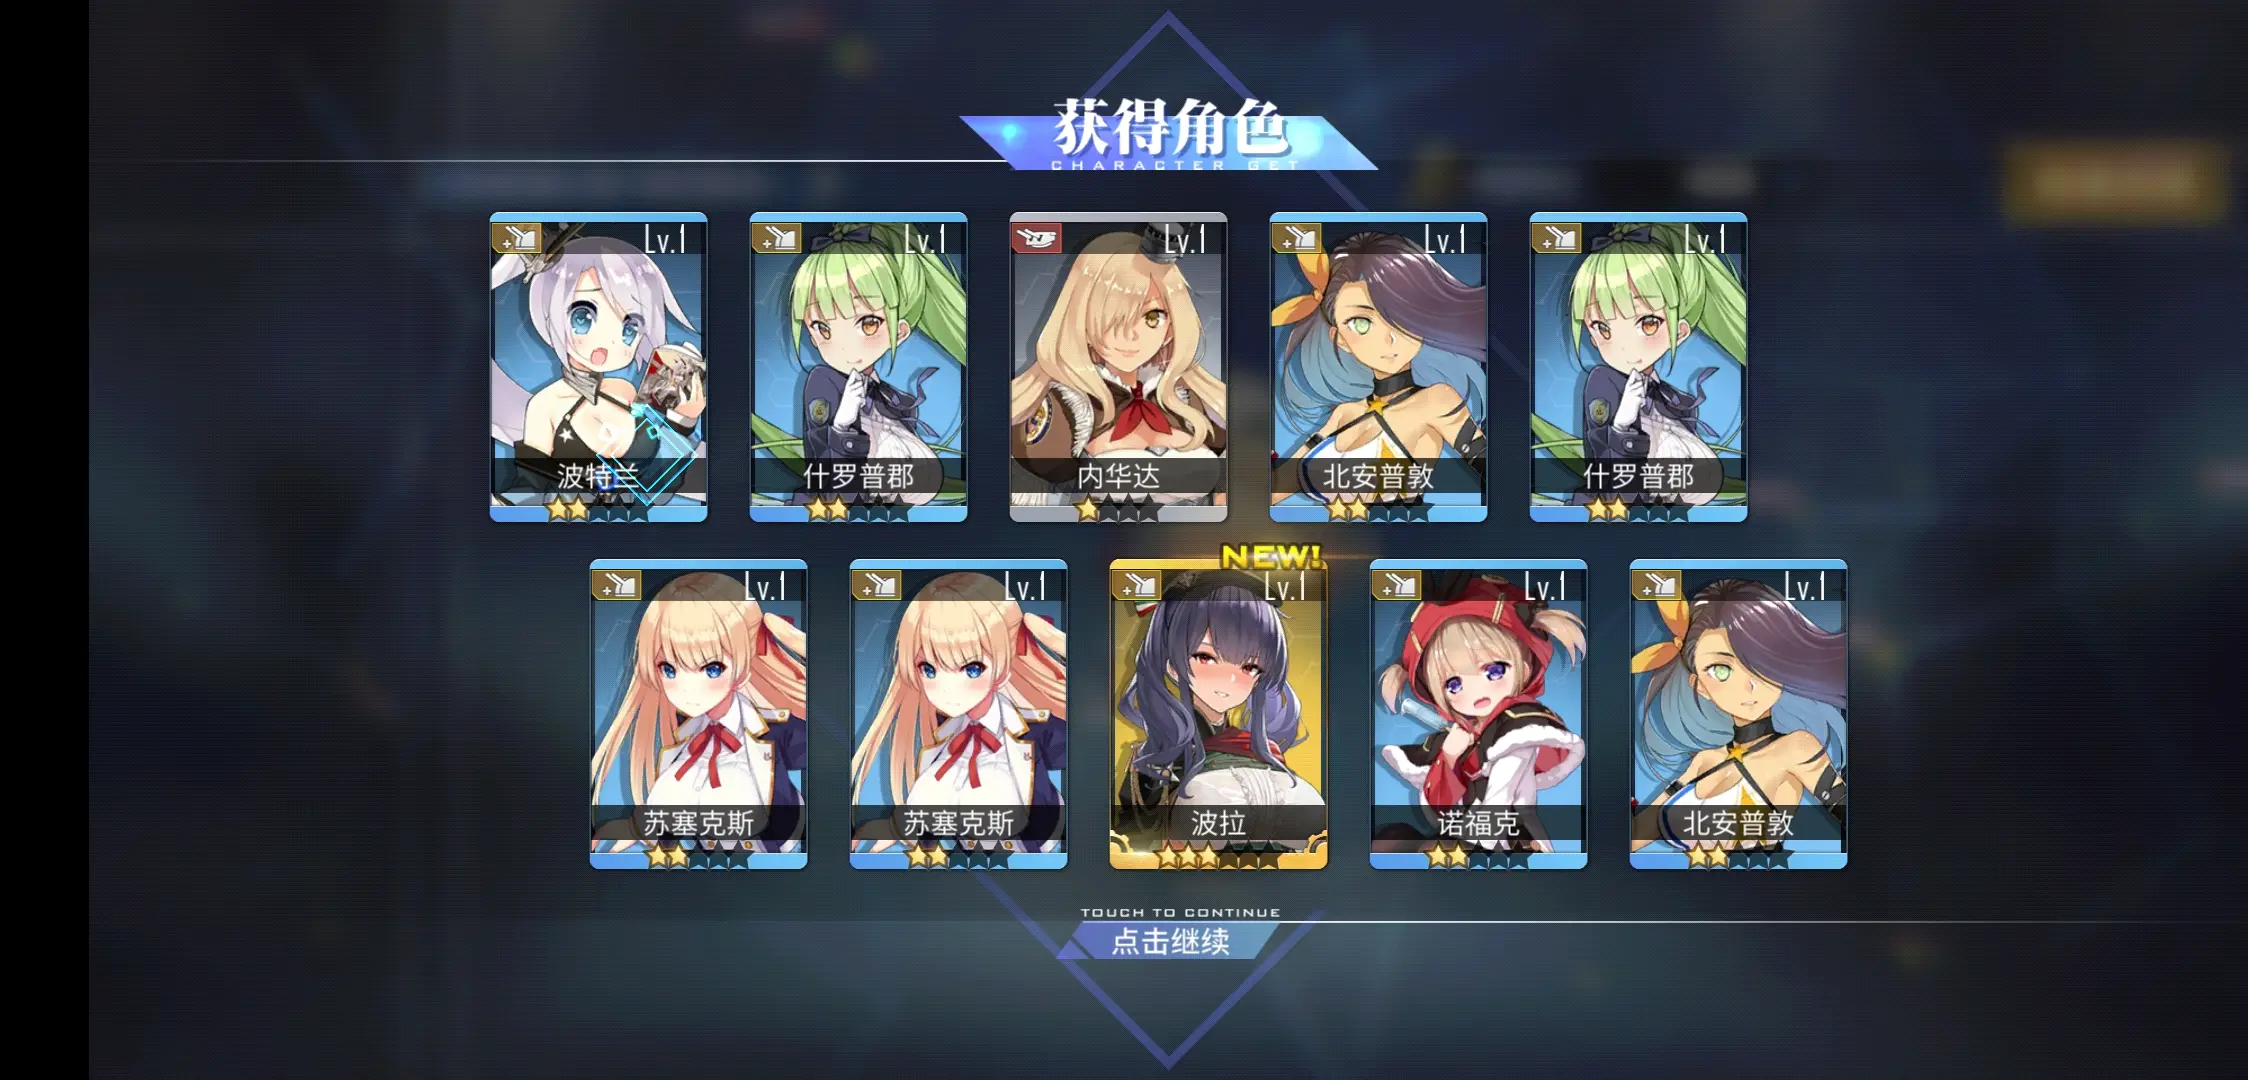 获得角色
CHARACTER GET
Lv.1
Lv.1
Lv.1
Lv.1
Lv.1
波特兰
什罗普郡
内华达
北安普敦
什罗普郡
NEW!
Lv.1
Lv.1
Lv.1
Lv.1
Lv.1
苏塞克斯
苏塞克斯
波拉
诺福克
北安普敦
TOUCH TO CONTINUE
点击继续